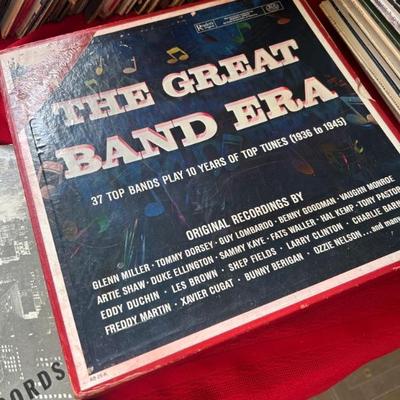 THE GREAT
BAND ERA
37 TOP BANDS PLAY 10 YEARS OF TOP TUNES (1936 to 1945)
ORIGINAL RECORDINGS BY
GLENN MILLER · TOMMY DORSEY · GUY LOMBARDO · BENNY GOODMAN · VAUGHN MONROE
ARTIE SHAW · DUKE ELLINGTON · SAMMY KAYE · FATS WALLER · HAL KEMP · TONY PASTOR
EDDY DUCHIN · LES BROWN · SHEP FIELDS · LARRY CLINTON · CHARLIE BARN
FREDDY MARTIN · XAVIER CUGAT · BUNNY BERIGAN · OZZIE NELSON ... and many
CORDS